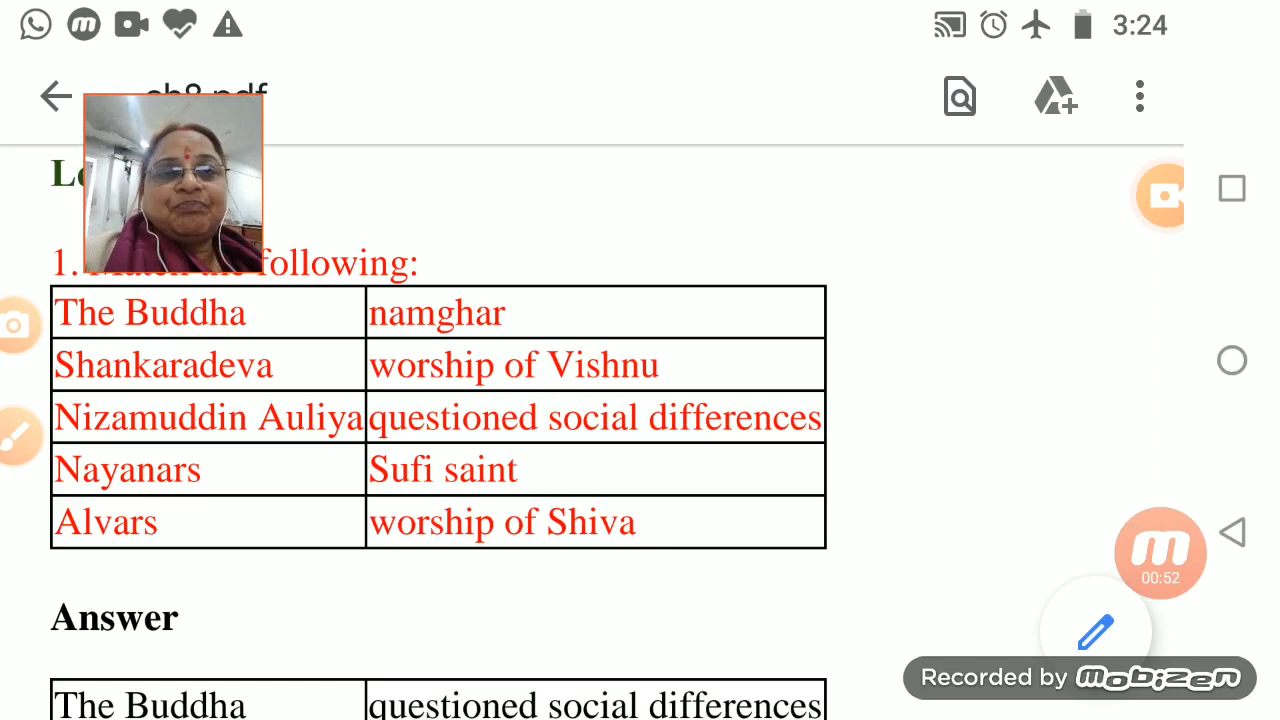 3:24
1. following:
The Buddha namghar
Shankaradeva worship of Vishnu
Nizamuddin Auliya questioned social differences
Nayanars Sufi saint
Alvars worship of Shiva
00:52
Answer
Recorded by mobizen
The Buddha questioned social differences